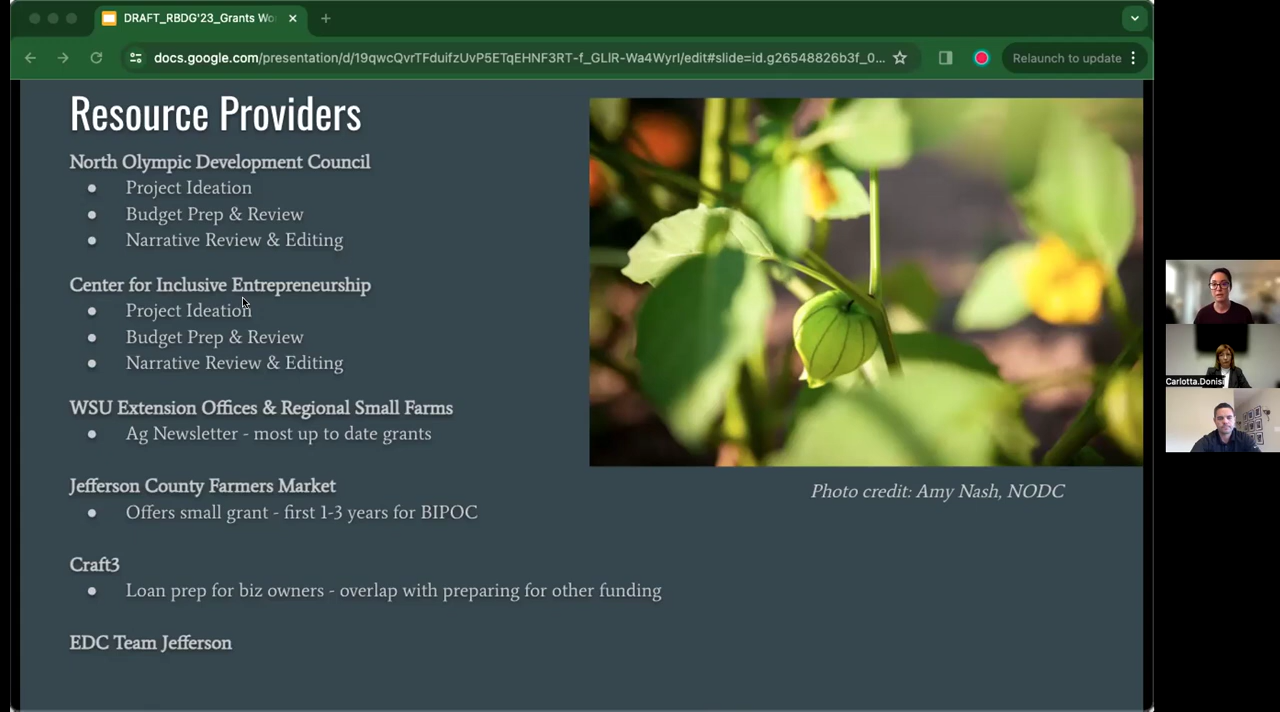 DRAFT_RBDG'23_Grants Wo
docs.google.com/presentation/d/19qwcQvrTFduifzUvP5ETqEHNF3RT-f_GLlR-Wa4WyrI/edit#slide=id.g26548826b3f_0...
Relaunch to update
Resource Providers
North Olympic Development Council
● Project Ideation
● Budget Prep & Review
● Narrative Review & Editing
Center for Inclusive Entrepreneurship
● Project Ideation
● Budget Prep & Review
● Narrative Review & Editing
WSU Extension Offices & Regional Small Farms
● Ag Newsletter - most up to date grants
Jefferson County Farmers Market
● Offers small grant - first 1-3 years for BIPOC
Craft3
● Loan prep for biz owners - overlap with preparing for other funding
EDC Team Jefferson
Photo credit: Amy Nash, NODC
Carlotta.Donisi